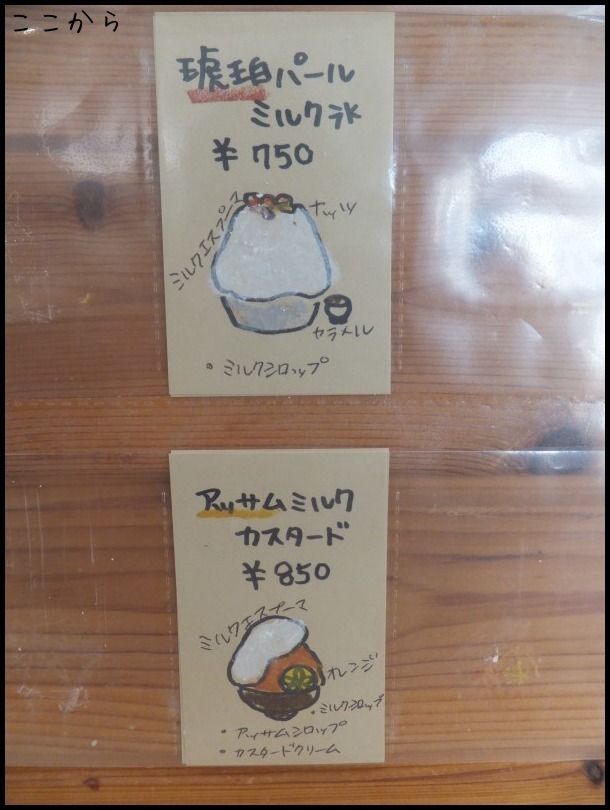 ここから
琥珀パール
ミルク氷
¥750
ミルクエスプーマ
ナッツ
キャラメル
・ミルクシロップ
アッサムミルク
カスタード
¥850
ミルクエスプーマ
オレンジ
・ミルクシロップ
・アッサムシロップ
・カスタードクリーム